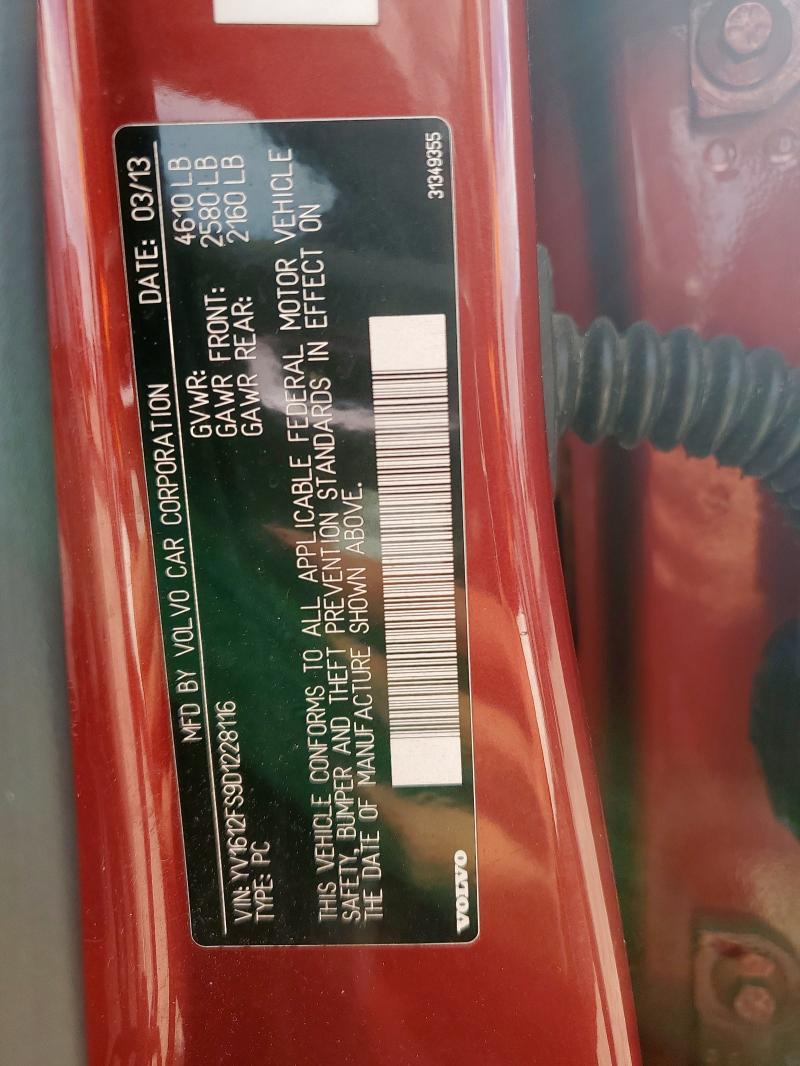 MFD BY VOLVO CAR CORPORATION DATE: 03/13
GVWR: 4610 LB
GAWR FRONT: 2580 LB
VIN: YV1612FS9D1228116 GAWR REAR: 2160 LB
TYPE: PC
THIS VEHICLE CONFORMS TO ALL APPLICABLE FEDERAL MOTOR VEHICLE
SAFETY, BUMPER AND THEFT PREVENTION STANDARDS IN EFFECT ON
THE DATE OF MANUFACTURE SHOWN ABOVE.
VOLVO 31349355